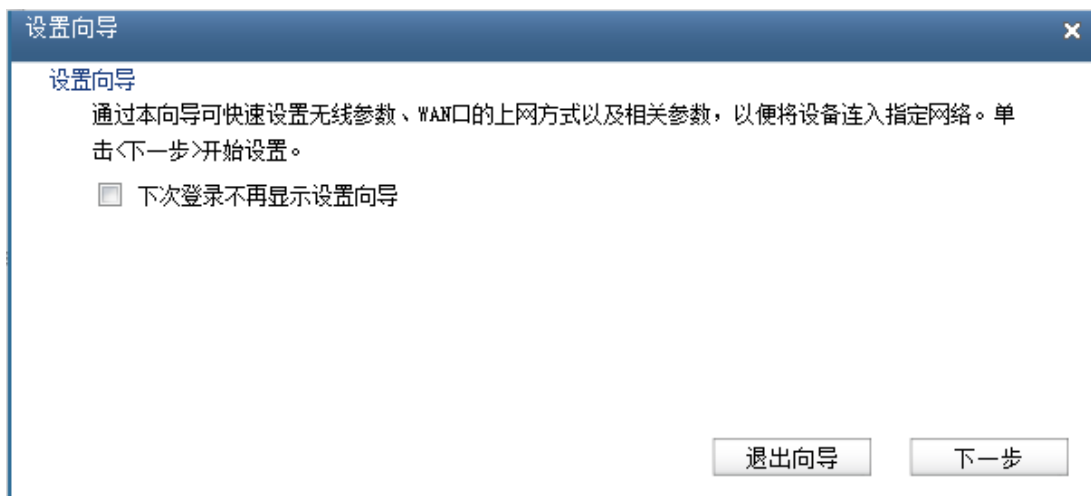 设置向导
设置向导
通过本向导可快速设置无线参数、WAN口的上网方式以及相关参数，以便将设备连入指定网络。单
击<下一步>开始设置。
下次登录不再显示设置向导
退出向导
下一步